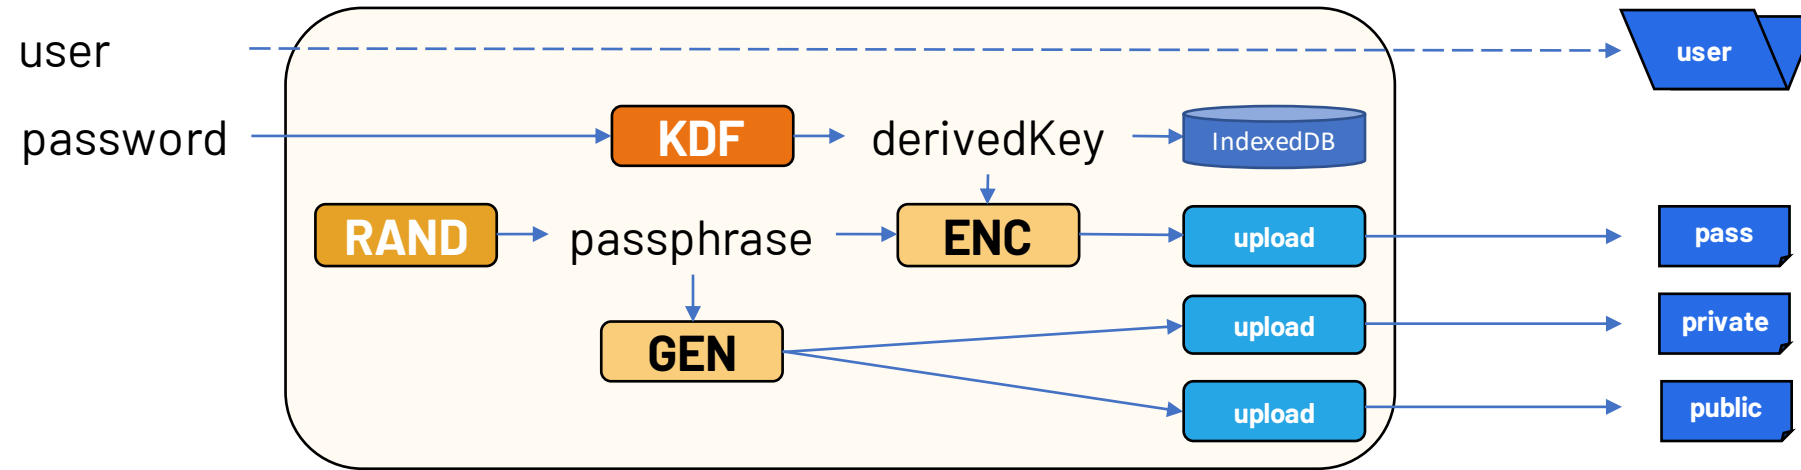 user
user
password
KDF
derivedKey
IndexedDB
RAND
passphrase
ENC
upload
pass
GEN
upload
private
upload
public